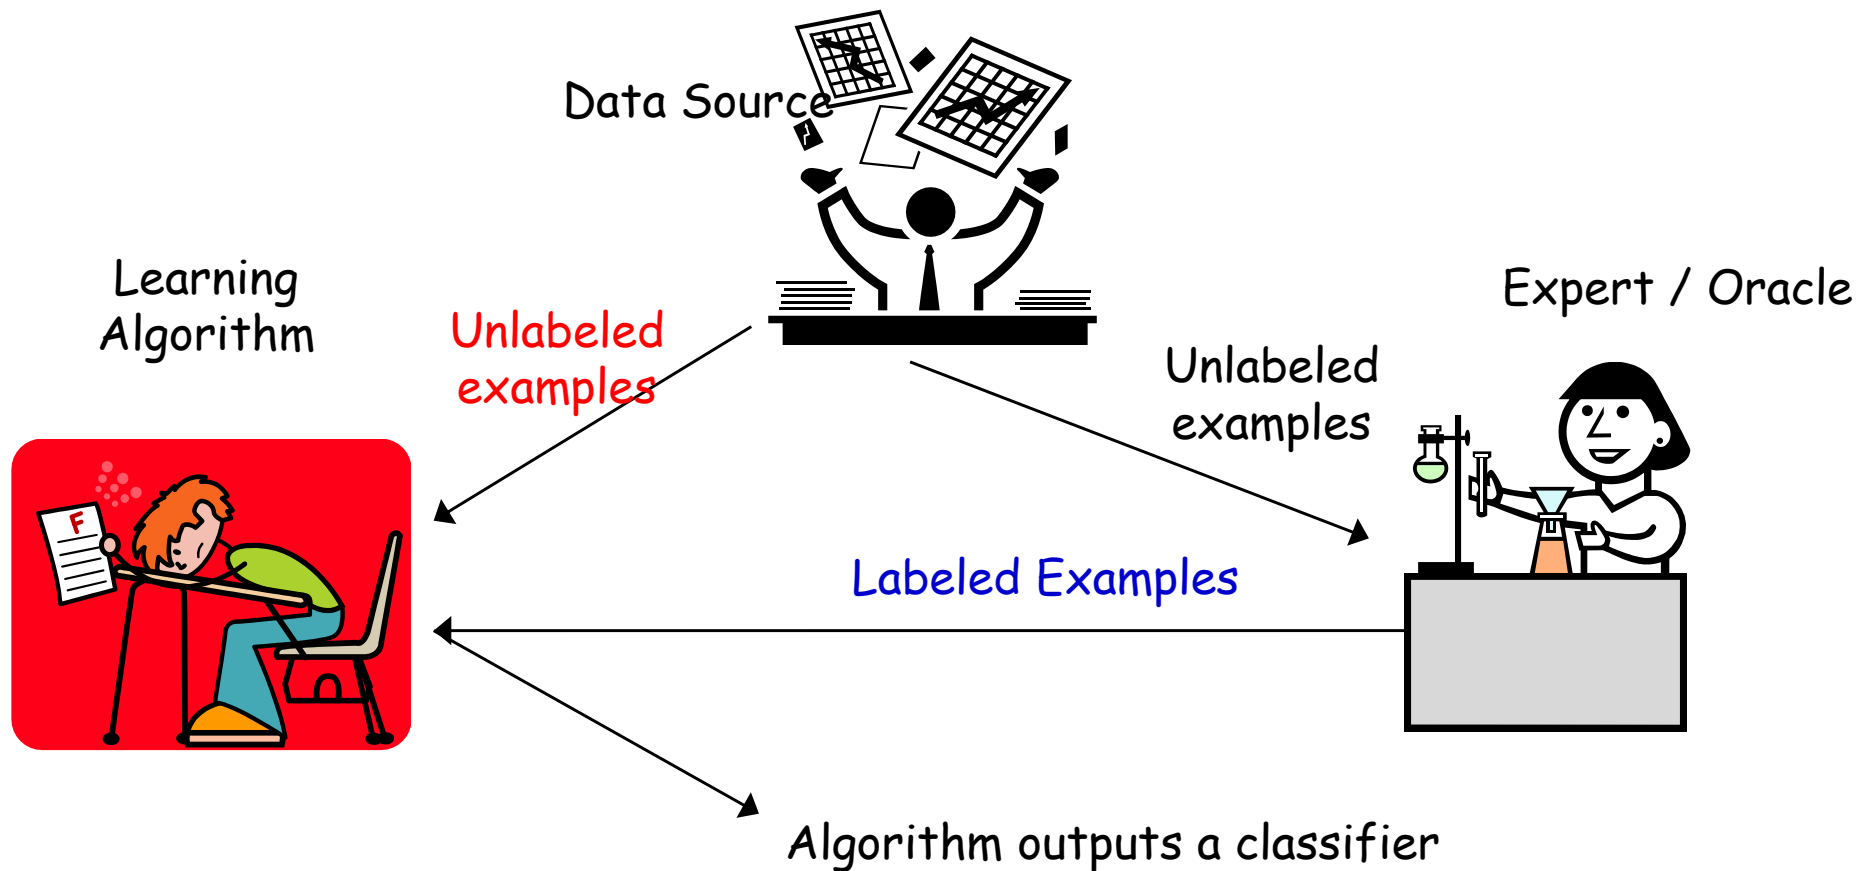 Data Source
Learning
Algorithm
Unlabeled
examples
Expert / Oracle
Unlabeled
examples
F
Labeled Examples
Algorithm outputs a classifier